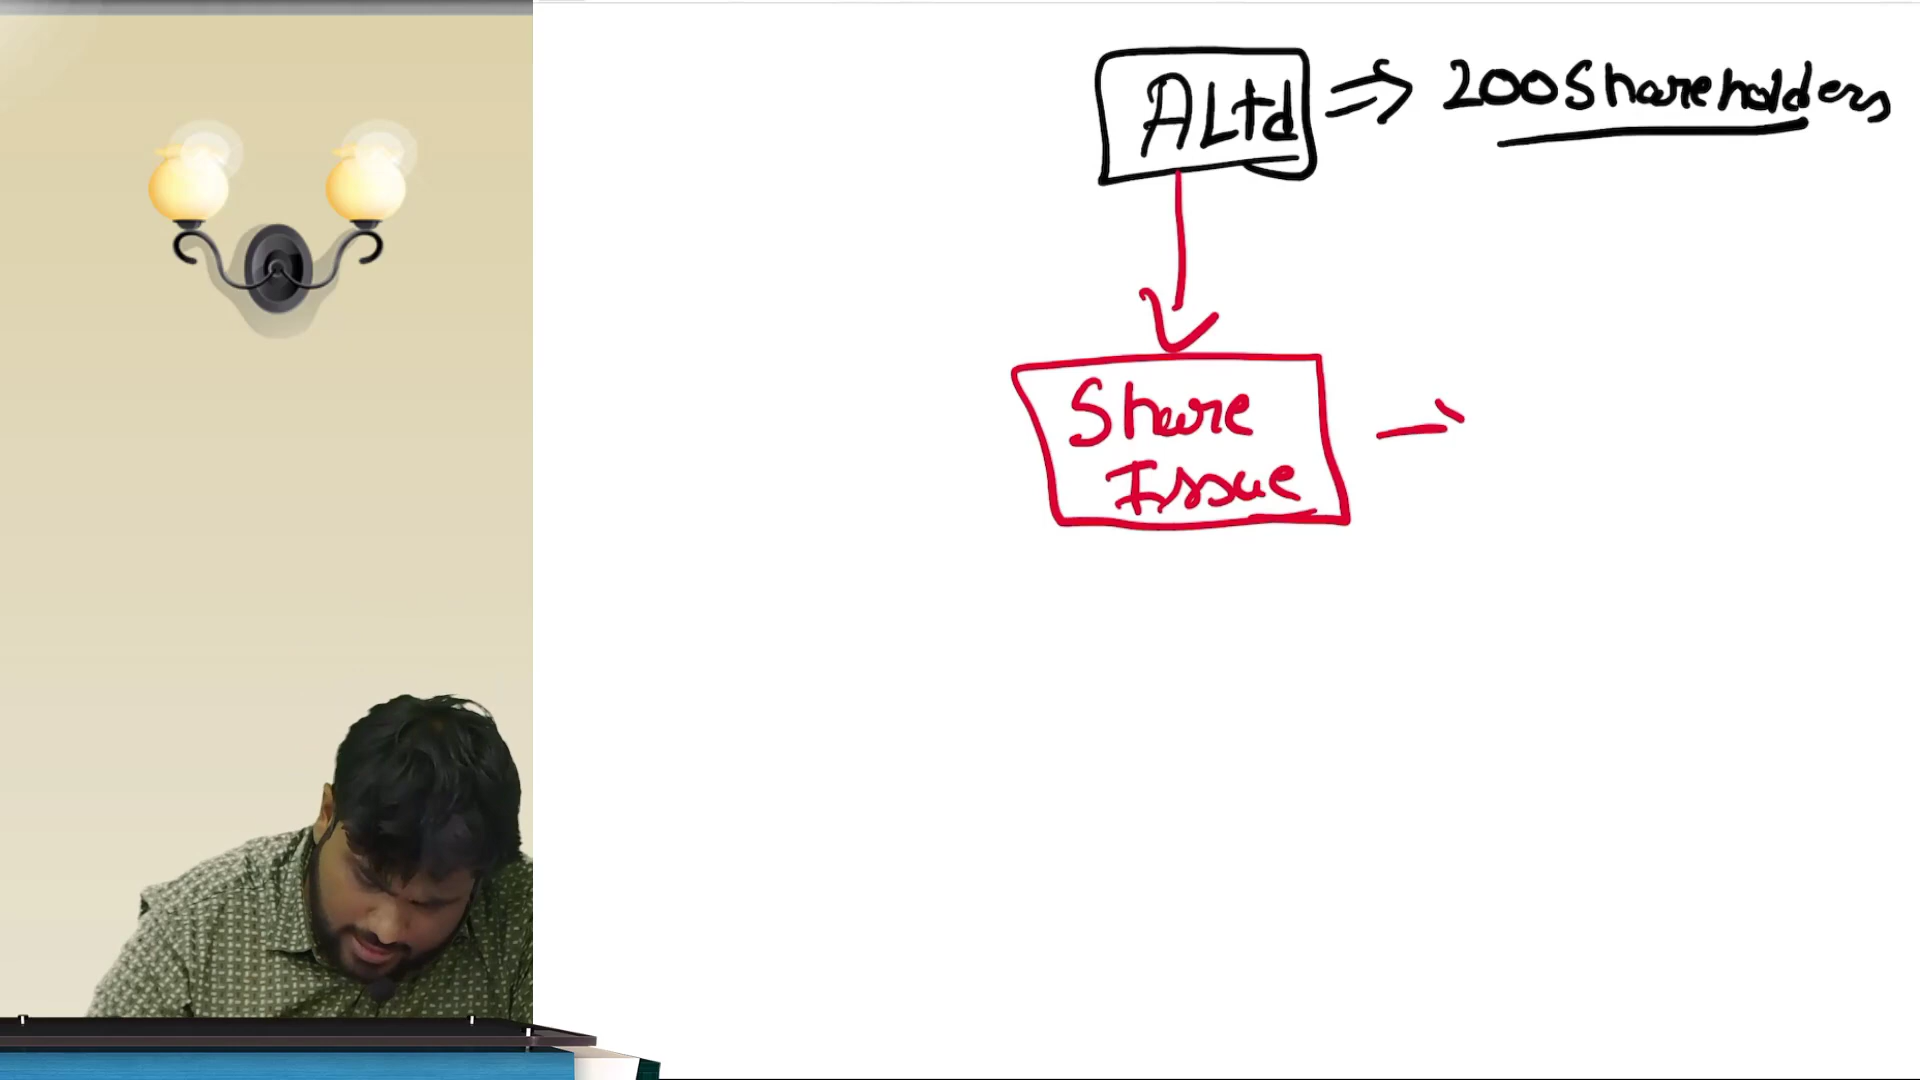 A Ltd ⇒ 200 Shareholders
Share
Issue →